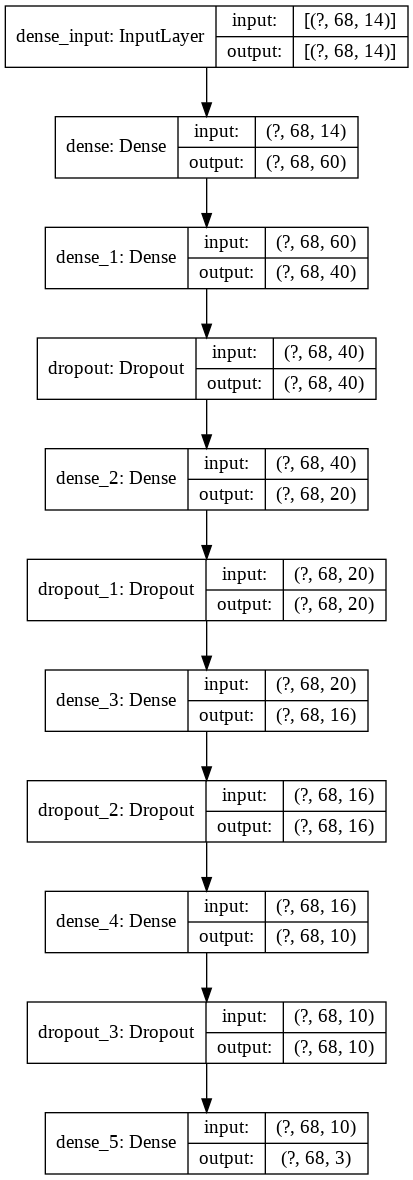 dense_input: InputLayer
input: [(?, 68, 14)]
output: [(?, 68, 14)]
dense: Dense
input: (?, 68, 14)
output: (?, 68, 60)
dense_1: Dense
input: (?, 68, 60)
output: (?, 68, 40)
dropout: Dropout
input: (?, 68, 40)
output: (?, 68, 40)
dense_2: Dense
input: (?, 68, 40)
output: (?, 68, 20)
dropout_1: Dropout
input: (?, 68, 20)
output: (?, 68, 20)
dense_3: Dense
input: (?, 68, 20)
output: (?, 68, 16)
dropout_2: Dropout
input: (?, 68, 16)
output: (?, 68, 16)
dense_4: Dense
input: (?, 68, 16)
output: (?, 68, 10)
dropout_3: Dropout
input: (?, 68, 10)
output: (?, 68, 10)
dense_5: Dense
input: (?, 68, 10)
output: (?, 68, 3)